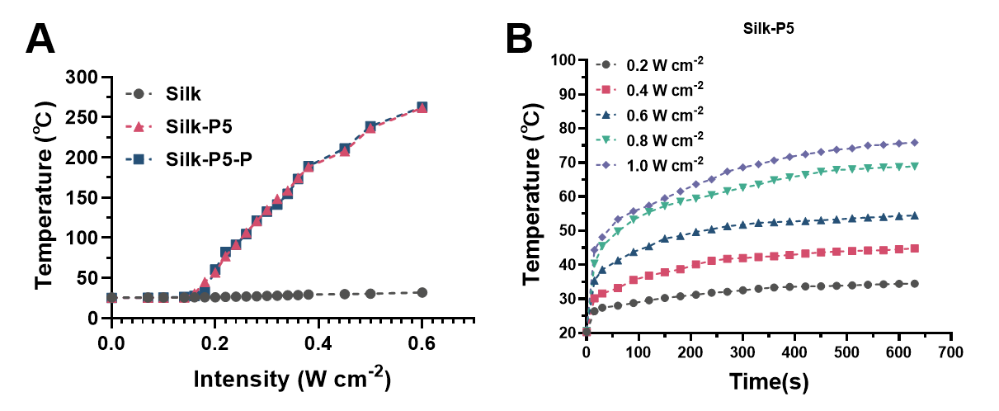 A
300
250
200
150
100
50
0
Temperature (℃)
Silk
Silk-P5
Silk-P5-P
0.0
0.2
0.4
0.6
Intensity (W cm⁻²)
B
Silk-P5
100
90
80
70
60
50
40
30
20
Temperature (℃)
0.2 W cm⁻²
0.4 W cm⁻²
0.6 W cm⁻²
0.8 W cm⁻²
1.0 W cm⁻²
0
100
200
300
400
500
600
700
Time(s)